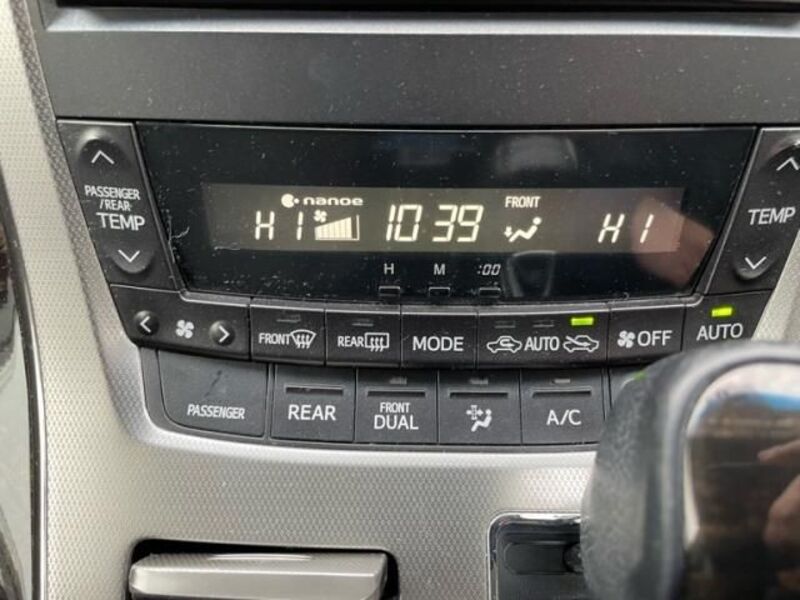 nanoe
HI 10 39 FRONT HI
PASSENGER
/REAR
TEMP
TEMP
H M :00
FRONT REAR MODE AUTO OFF AUTO
PASSENGER REAR FRONT
DUAL A/C